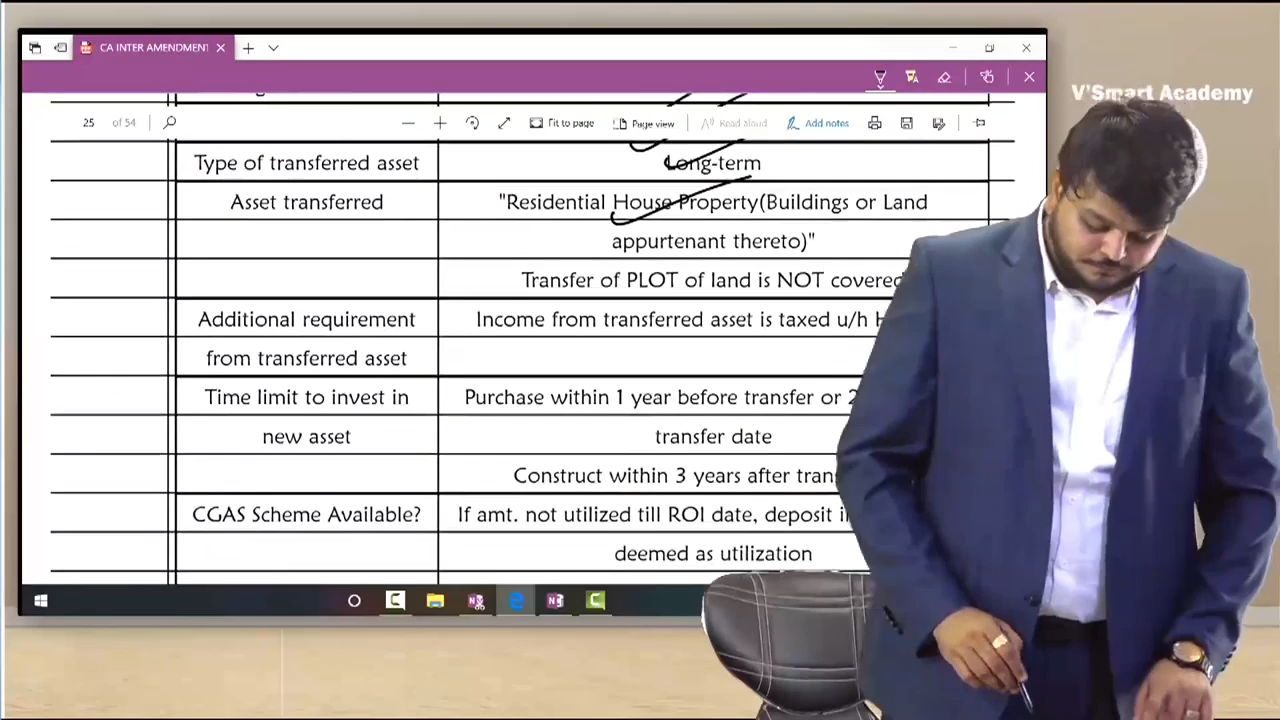 CA INTER AMENDMENT
V'Smart Academy
25 of 54
Fit to page
Page view
Read aloud
Add notes
Type of transferred asset
Long-term
Asset transferred
"Residential House Property(Buildings or Land
appurtenant thereto)"
Transfer of PLOT of land is NOT covered
Additional requirement
from transferred asset
Income from transferred asset is taxed u/h
Time limit to invest in
new asset
Purchase within 1 year before transfer or 2
transfer date
Construct within 3 years after
CGAS Scheme Available?
If amt. not utilized till ROI date, deposit
deemed as utilization